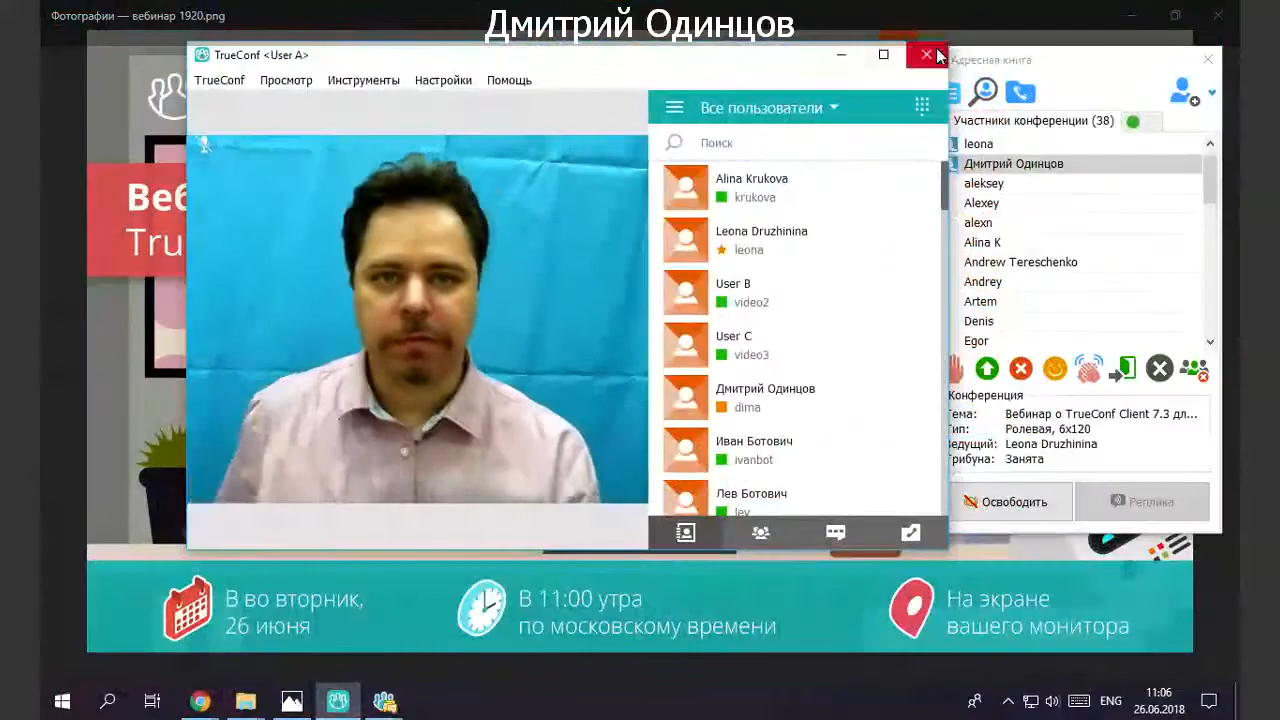 Фотографии — вебинар 1920.png
Дмитрий Одинцов
TrueConf <User A>
TrueConf Просмотр Инструменты Настройки Помощь
Все пользователи
Поиск
Alina Krukova
krukova
Leona Druzhinina
leona
User B
video2
User C
video3
Дмитрий Одинцов
dima
Иван Ботович
ivanbot
Лев Ботович
lev
Адресная книга
Участники конференции (38)
leona
Дмитрий Одинцов
aleksey
Alexey
alexn
Alina K
Andrew Tereschenko
Andrey
Artem
Denis
Egor
Конференция
Тема: Вебинар о TrueConf Client 7.3 дл...
Тип: Ролевая, 6x120
Ведущий: Leona Druzhinina
Трибуна: Занята
Освободить Реплика
Веб
Tru
В во вторник,
26 июня
В 11:00 утра
по московскому времени
На экране
вашего монитора
ENG
11:06
26.06.2018